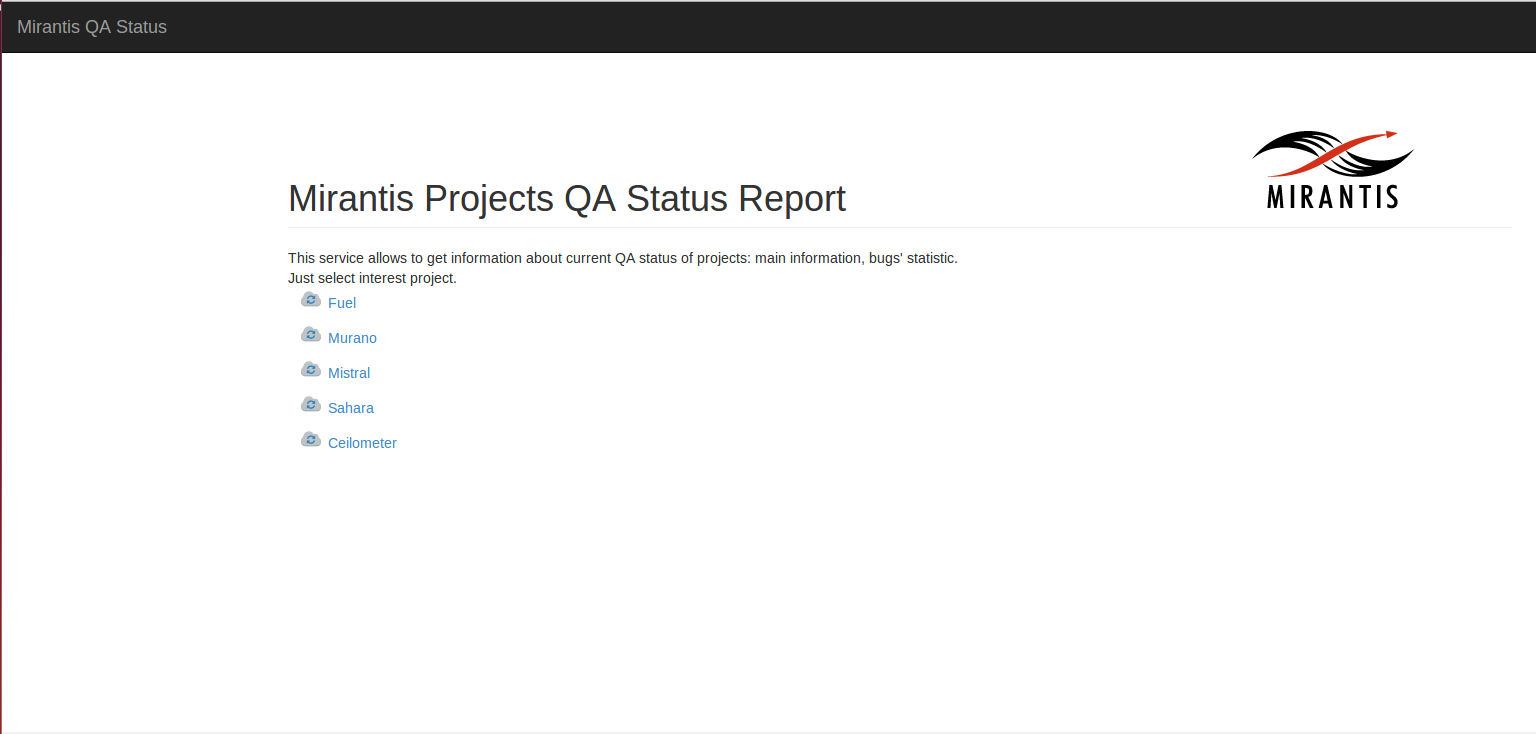 Mirantis QA Status
MIRANTIS
Mirantis Projects QA Status Report
This service allows to get information about current QA status of projects: main information, bugs' statistic.
Just select interest project.
Fuel
Murano
Mistral
Sahara
Ceilometer